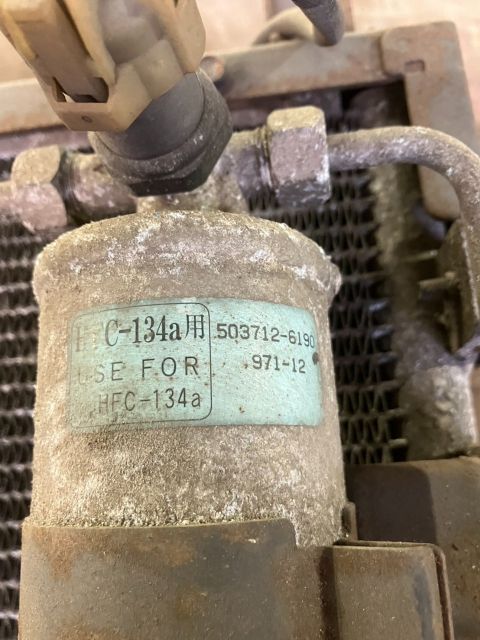 HFC-134a用
USE FOR
HFC-134a
503712-6190
971-12